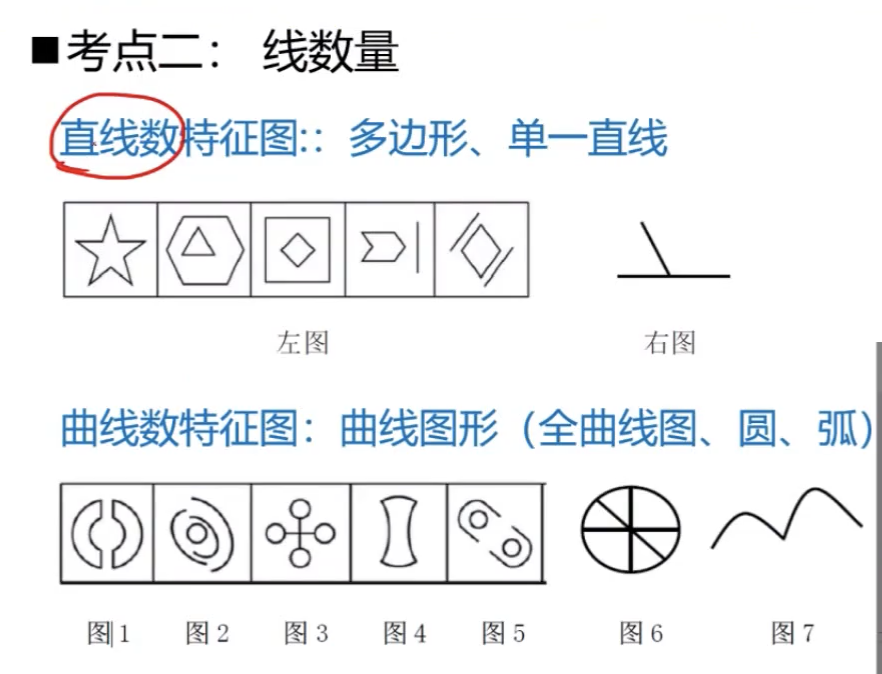 ■考点二： 线数量
直线数特征图:：多边形、单一直线
左图 右图
曲线数特征图：曲线图形（全曲线图、圆、弧）
图1 图2 图3 图4 图5 图6 图7